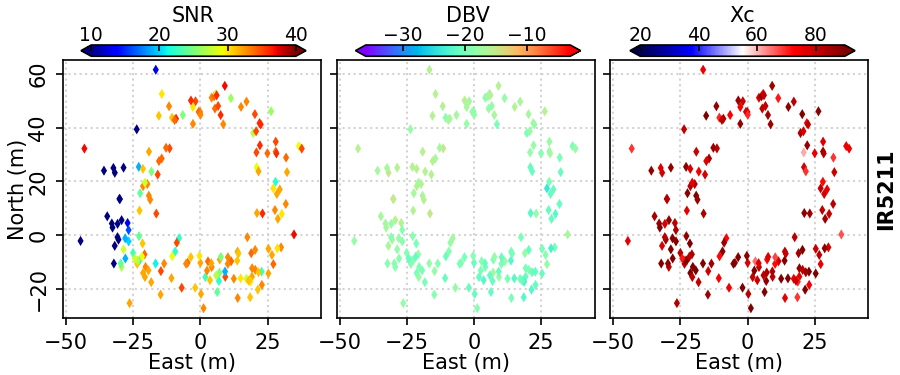 SNR DBV Xc
10 20 30 40 −30 −20 −10 20 40 60 80
60
40
20
0
−20
North (m)
IR5211
−50 −25 0 25 −50 −25 0 25 −50 −25 0 25
East (m) East (m) East (m)